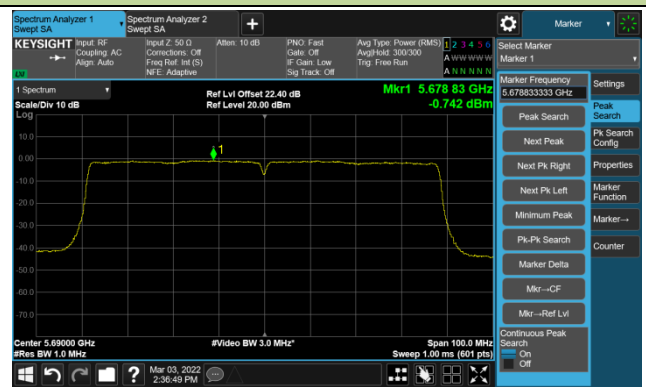 Spectrum Analyzer 1
Swept SA
Spectrum Analyzer 2
Swept SA
+
Marker
KEYSIGHT
Input: RF
Coupling: AC
Align: Auto
Input Z: 50 Ω
Corrections: Off
Freq Ref: Int (S)
NFE: Adaptive
Atten: 10 dB
PNO: Fast
Gate: Off
IF Gain: Low
Sig Track: Off
Avg Type: Power (RMS)
Avg|Hold: 300/300
Trig: Free Run
1 2 3 4 5 6
A W W W W W
A N N N N N
LU
Select Marker
Marker 1
1 Spectrum
Scale/Div 10 dB
Log
Ref Lvl Offset 22.40 dB
Ref Level 20.00 dBm
Mkr1 5.678 83 GHz
-0.742 dBm
10.0
0.00
-10.0
-20.0
-30.0
-40.0
-50.0
-60.0
-70.0
1
Center 5.69000 GHz
#Res BW 1.0 MHz
#Video BW 3.0 MHz*
Span 100.0 MHz
Sweep 1.00 ms (601 pts)
Marker Frequency
5.678833333 GHz
Peak Search
Next Peak
Next Pk Right
Next Pk Left
Minimum Peak
Pk-Pk Search
Marker Delta
Mkr→CF
Mkr→Ref Lvl
Continuous Peak
Search
On
Off
Settings
Peak
Search
Pk Search
Config
Properties
Marker
Function
Marker→
Counter
?
Mar 03, 2022
2:36:49 PM